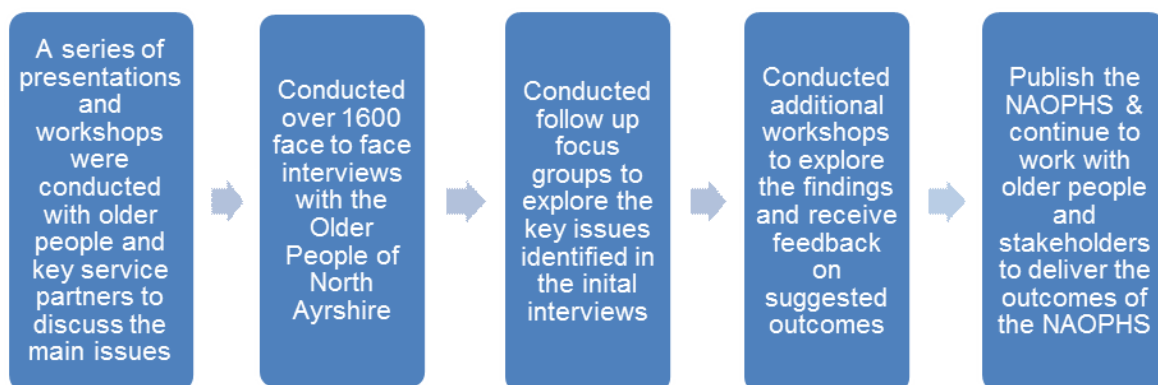 A series of
presentations
and
workshops
were
conducted
with older
people and
key service
partners to
discuss the
main issues
Conducted
over 1600
face to face
interviews
with the
Older
People of
North
Ayrshire
Conducted
follow up
focus
groups to
explore the
key issues
identified in
the inital
interviews
Conducted
additional
workshops
to explore
the findings
and receive
feedback
on
suggested
outcomes
Publish the
NAOPHS &
continue to
work with
older people
and
stakeholders
to deliver the
outcomes of
the NAOPHS